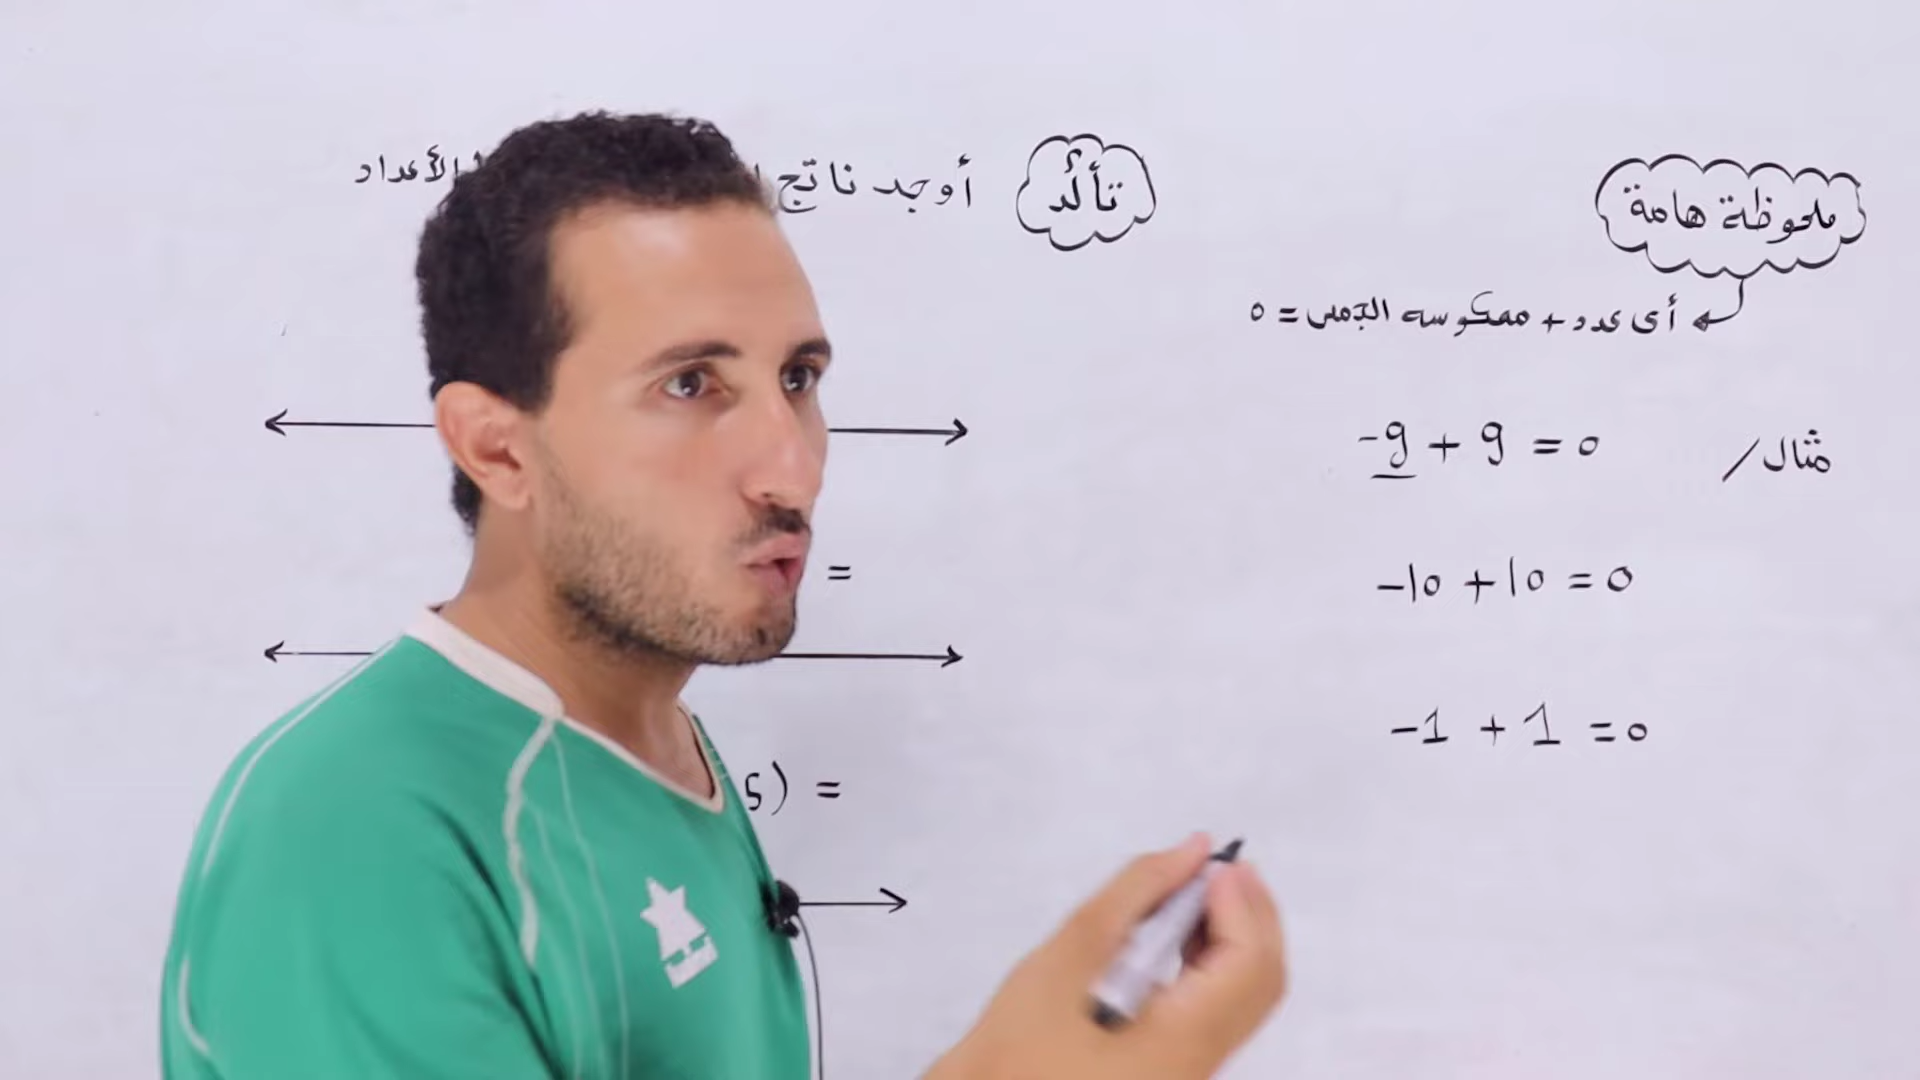 ملحوظة هامة
أى عدد + معكوسه الجمعى = 0
مثال /
-9 + 9 = 0
-10 + 10 = 0
-1 + 1 = 0
تأكد
أوجد ناتج
الأعداد
=
5) =